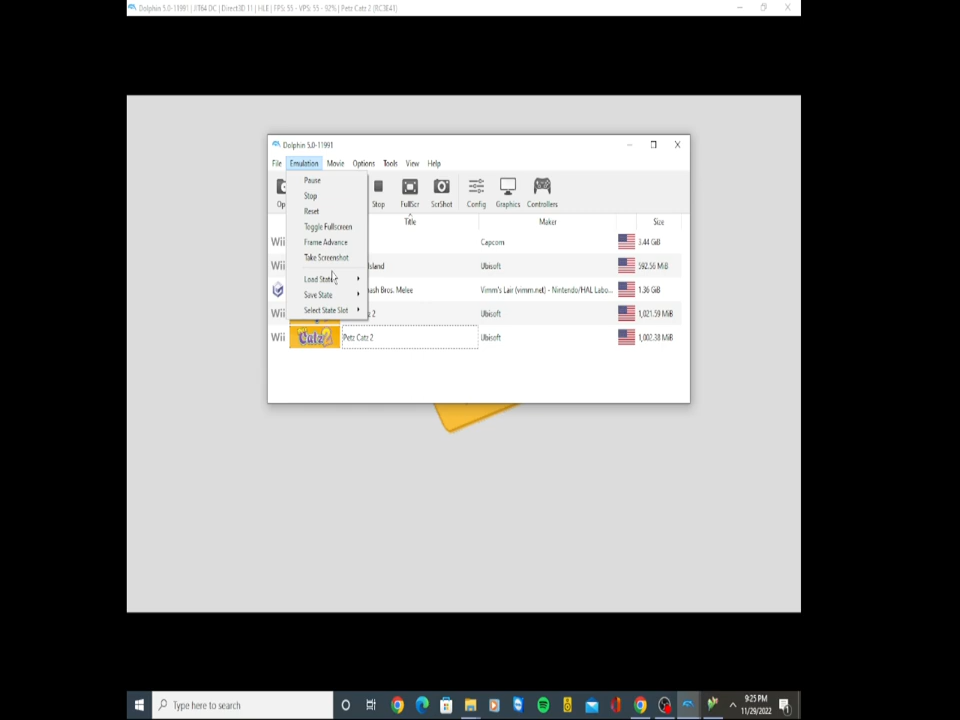 Dolphin 5.0-11991 | JIT64 DC | Direct3D 11 | HLE | FPS: 55 - VPS: 55 - 92% | Petz Catz 2 (RC3E41)
Dolphin 5.0-11991
File Emulation Movie Options Tools View Help
Pause
Stop
Reset
Toggle Fullscreen
Frame Advance
Take Screenshot
Load State
Save State
Select State Slot
Op Stop FullScr ScrShot Config Graphics Controllers
Title Maker Size
Wii Capcom 3.44 GiB
Wii sland Ubisoft 592.56 MiB
ash Bros. Melee Vimm's Lair (vimm.net) - Nintendo/HAL Labo... 1.36 GiB
Wii z 2 Ubisoft 1,021.59 MiB
Wii Catz 2 Petz Catz 2 Ubisoft 1,002.38 MiB
Type here to search
9:25 PM
11/29/2022
1